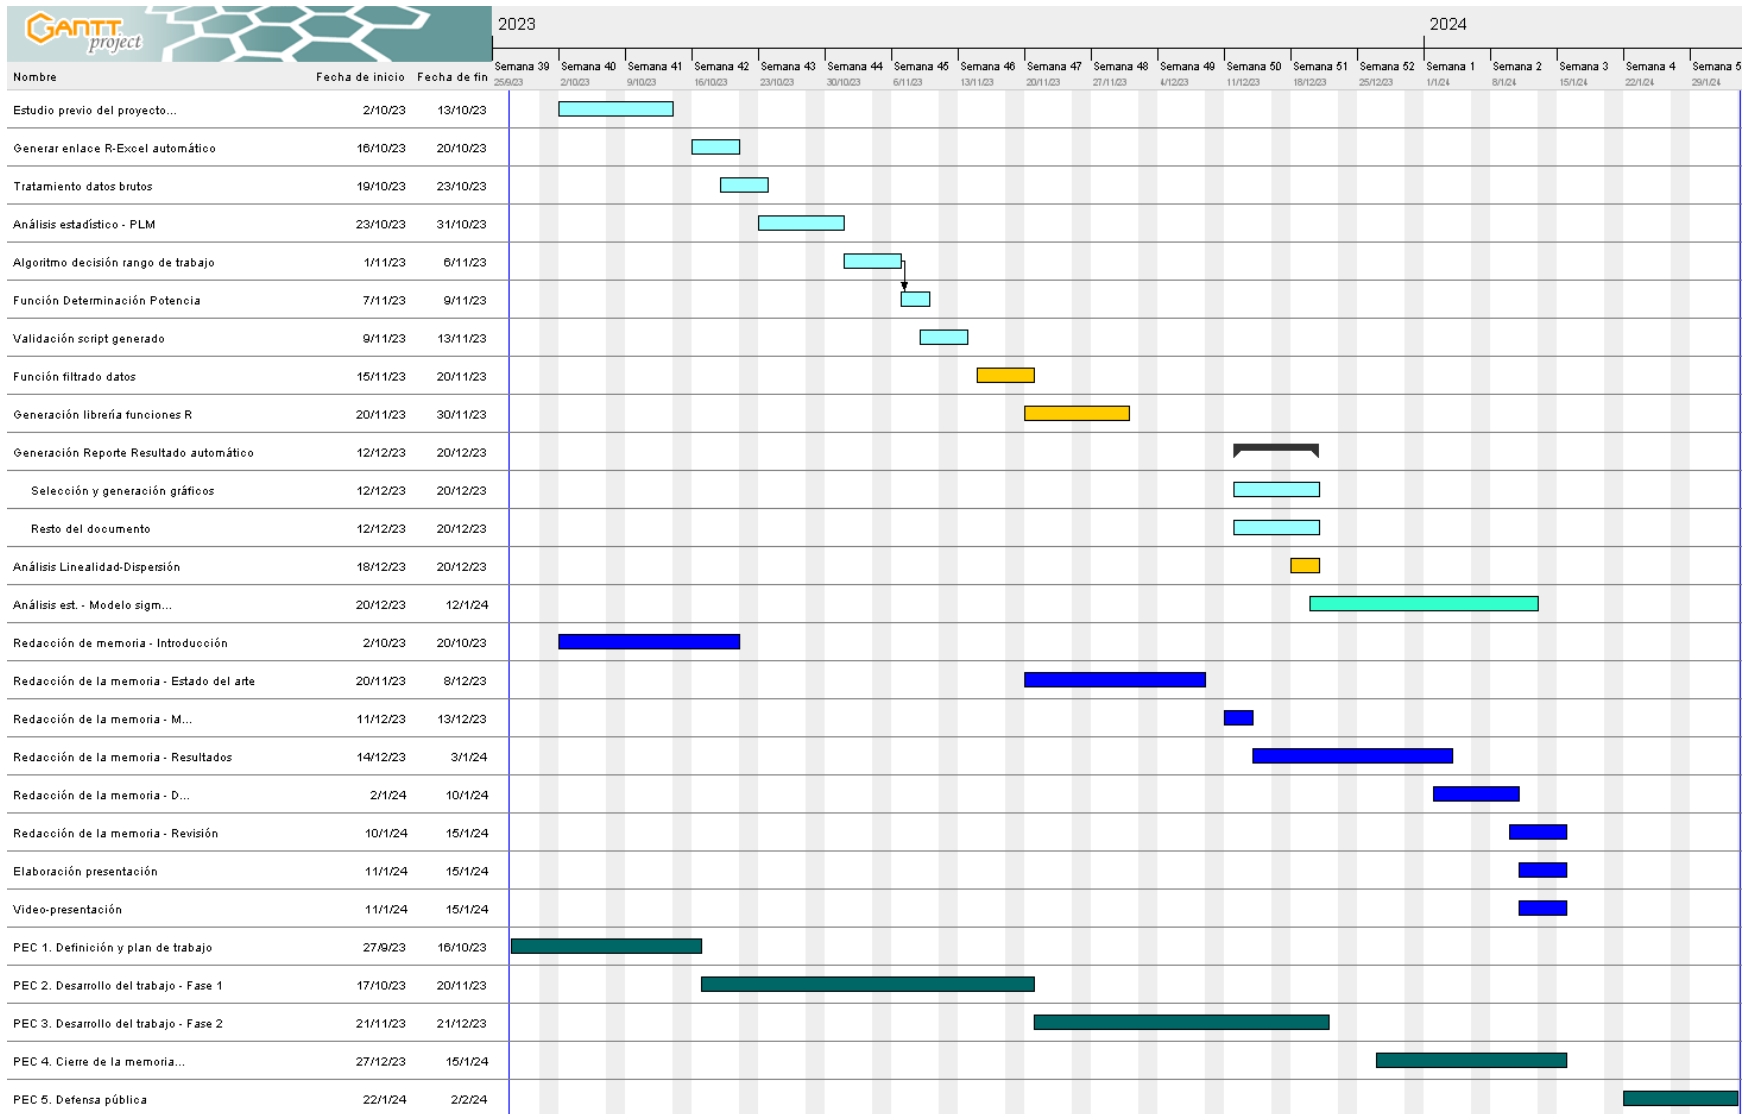 GANTT
project
2023 2024
Nombre Fecha de inicio Fecha de fin
Semana 39 Semana 40 Semana 41 Semana 42 Semana 43 Semana 44 Semana 45 Semana 46 Semana 47 Semana 48 Semana 49 Semana 50 Semana 51 Semana 52 Semana 1 Semana 2 Semana 3 Semana 4 Semana 5
25/9/23 2/10/23 9/10/23 16/10/23 23/10/23 30/10/23 6/11/23 13/11/23 20/11/23 27/11/23 4/12/23 11/12/23 18/12/23 25/12/23 1/1/24 8/1/24 15/1/24 22/1/24 29/1/24
Estudio previo del proyecto... 2/10/23 13/10/23
Generar enlace R-Excel automático 16/10/23 20/10/23
Tratamiento datos brutos 19/10/23 23/10/23
Análisis estadístico - PLM 23/10/23 31/10/23
Algoritmo decisión rango de trabajo 1/11/23 6/11/23
Función Determinación Potencia 7/11/23 9/11/23
Validación script generado 9/11/23 13/11/23
Función filtrado datos 15/11/23 20/11/23
Generación librería funciones R 20/11/23 30/11/23
Generación Reporte Resultado automático 12/12/23 20/12/23
Selección y generación gráficos 12/12/23 20/12/23
Resto del documento 12/12/23 20/12/23
Análisis Linealidad-Dispersión 18/12/23 20/12/23
Análisis est. - Modelo sigm... 20/12/23 12/1/24
Redacción de memoria - Introducción 2/10/23 20/10/23
Redacción de la memoria - Estado del arte 20/11/23 8/12/23
Redacción de la memoria - M... 11/12/23 13/12/23
Redacción de la memoria - Resultados 14/12/23 3/1/24
Redacción de la memoria - D... 2/1/24 10/1/24
Redacción de la memoria - Revisión 10/1/24 15/1/24
Elaboración presentación 11/1/24 15/1/24
Video-presentación 11/1/24 15/1/24
PEC 1. Definición y plan de trabajo 27/9/23 16/10/23
PEC 2. Desarrollo del trabajo - Fase 1 17/10/23 20/11/23
PEC 3. Desarrollo del trabajo - Fase 2 21/11/23 21/12/23
PEC 4. Cierre de la memoria... 27/12/23 15/1/24
PEC 5. Defensa pública 22/1/24 2/2/24